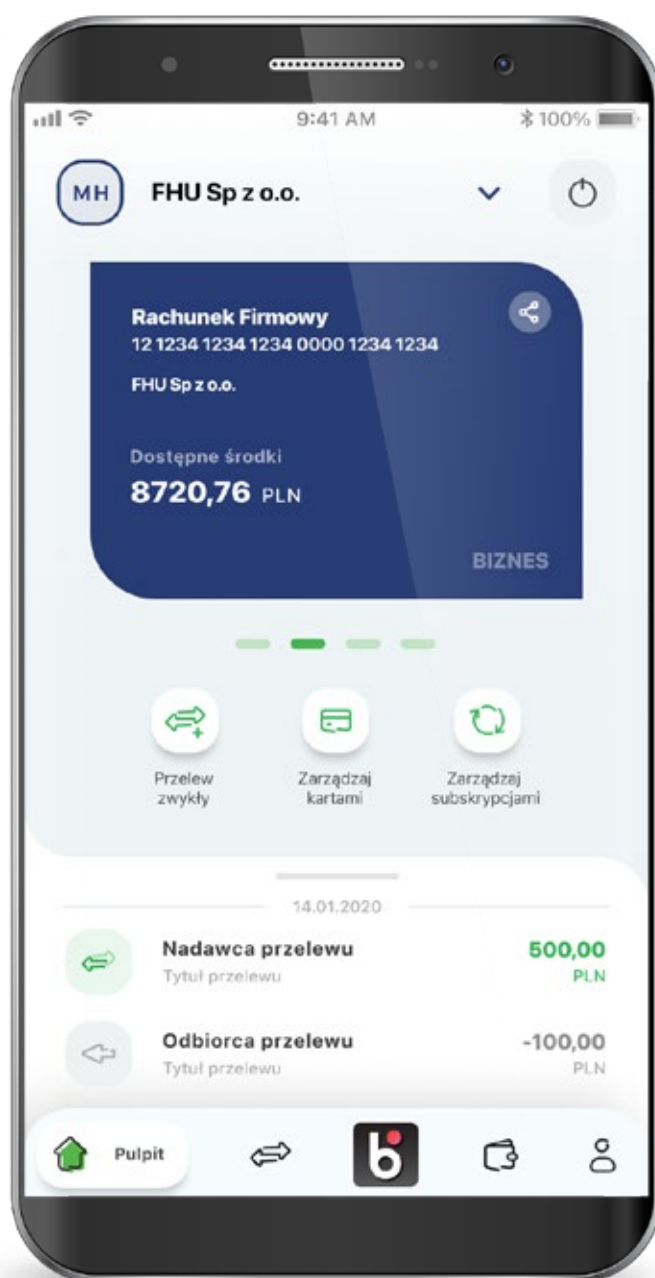 9:41 AM
100%
MH
FHU Sp z o.o.
Rachunek Firmowy
12 1234 1234 1234 0000 1234 1234
FHU Sp z o.o.
Dostępne środki
8720,76 PLN
BIZNES
Przelew
zwykły
Zarządzaj
kartami
Zarządzaj
subskrypcjami
14.01.2020
Nadawca przelewu
500,00
Tytuł przelewu
PLN
Odbiorca przelewu
-100,00
Tytuł przelewu
PLN
Pulpit
b